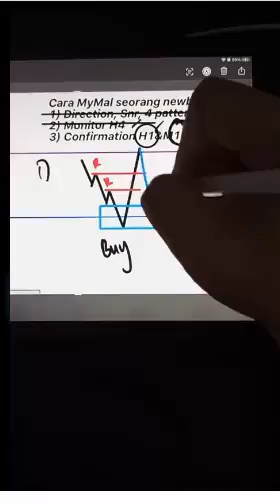 Cara MyMal seorang newb
1) Direction, Snr, 4 patte
2) Monitor H4
3) Confirmation H1&M1
1)
R
R
Buy